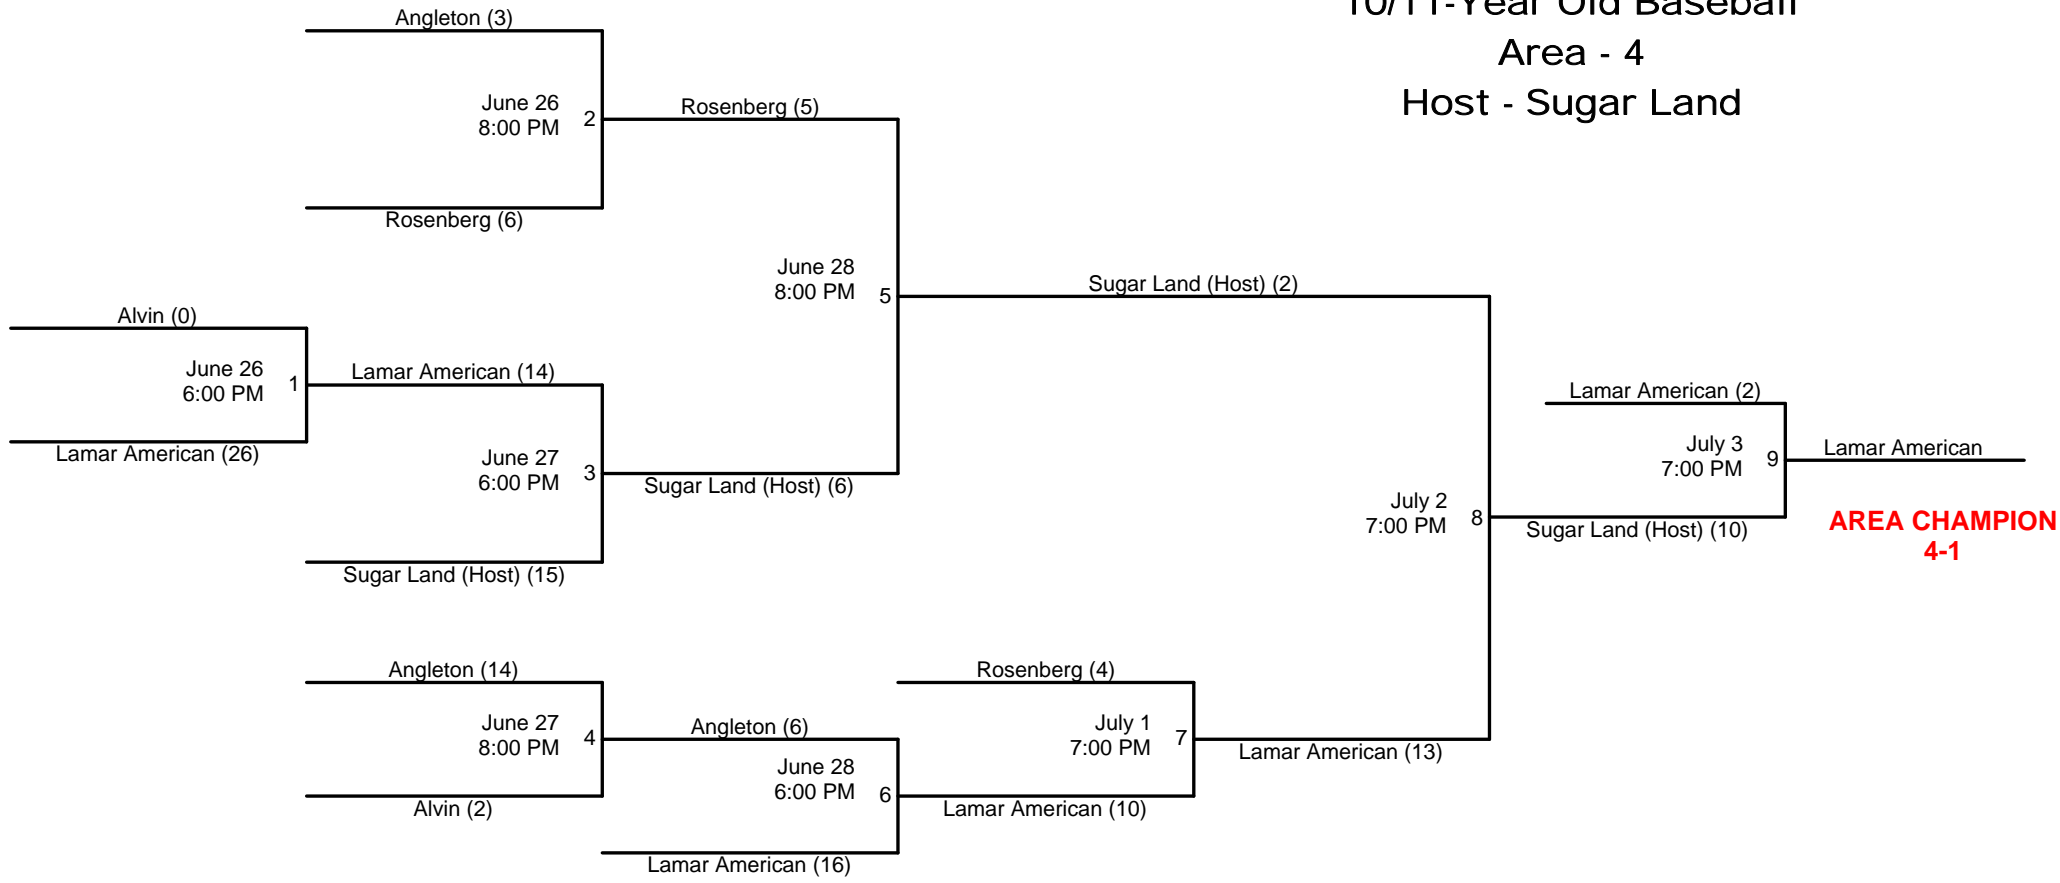 10/11-Year Old Baseball
Area - 4
Host - Sugar Land
Angleton (3)
June 26
8:00 PM
2
Rosenberg (6)
Rosenberg (5)
June 28
8:00 PM
5
Sugar Land (Host) (2)
Alvin (0)
June 26
6:00 PM
1
Lamar American (26)
Lamar American (14)
June 27
6:00 PM
3
Sugar Land (Host) (6)
Sugar Land (Host) (15)
Lamar American (2)
July 3
7:00 PM
9
Lamar American
July 2
7:00 PM
8
Sugar Land (Host) (10)
AREA CHAMPION
4-1
Angleton (14)
June 27
8:00 PM
4
Alvin (2)
Angleton (6)
June 28
6:00 PM
6
Lamar American (16)
Rosenberg (4)
July 1
7:00 PM
7
Lamar American (10)
Lamar American (13)